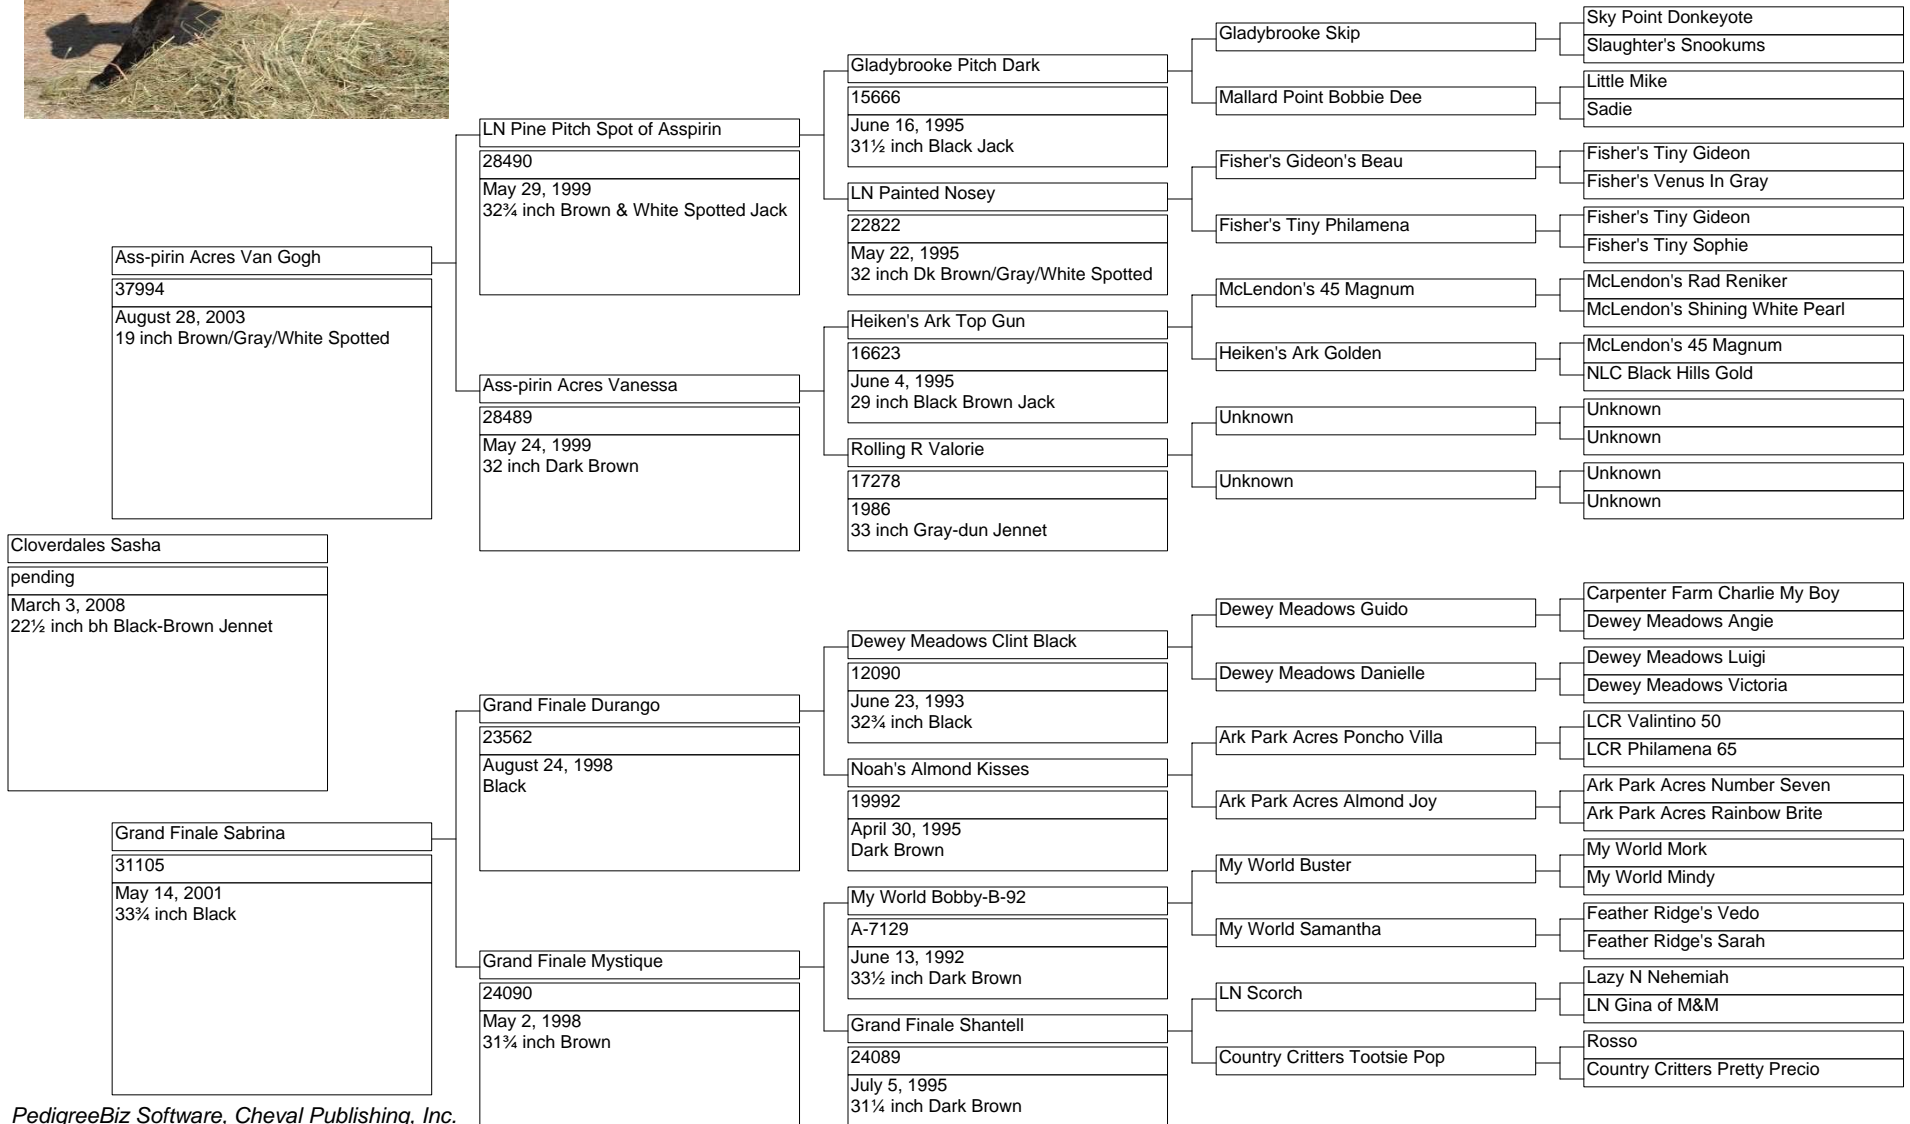 Cloverdales Sasha
pending
March 3, 2008
22½ inch bh Black-Brown Jennet
Ass-pirin Acres Van Gogh
37994
August 28, 2003
19 inch Brown/Gray/White Spotted
Grand Finale Sabrina
31105
May 14, 2001
33¾ inch Black
LN Pine Pitch Spot of Asspirin
28490
May 29, 1999
32¾ inch Brown & White Spotted Jack
Ass-pirin Acres Vanessa
28489
May 24, 1999
32 inch Dark Brown
Grand Finale Durango
23562
August 24, 1998
Black
Grand Finale Mystique
24090
May 2, 1998
31¾ inch Brown
Gladybrooke Pitch Dark
15666
June 16, 1995
31½ inch Black Jack
LN Painted Nosey
22822
May 22, 1995
32 inch Dk Brown/Gray/White Spotted
Heiken's Ark Top Gun
16623
June 4, 1995
29 inch Black Brown Jack
Rolling R Valorie
17278
1986
33 inch Gray-dun Jennet
Dewey Meadows Clint Black
12090
June 23, 1993
32¾ inch Black
Noah's Almond Kisses
19992
April 30, 1995
Dark Brown
My World Bobby-B-92
A-7129
June 13, 1992
33½ inch Dark Brown
Grand Finale Shantell
24089
July 5, 1995
31¼ inch Dark Brown
Gladybrooke Skip
Mallard Point Bobbie Dee
Fisher's Gideon's Beau
Fisher's Tiny Philamena
McLendon's 45 Magnum
Heiken's Ark Golden
Unknown
Unknown
Dewey Meadows Guido
Dewey Meadows Danielle
Ark Park Acres Poncho Villa
Ark Park Acres Almond Joy
My World Buster
My World Samantha
LN Scorch
Country Critters Tootsie Pop
Sky Point Donkeyote
Slaughter's Snookums
Little Mike
Sadie
Fisher's Tiny Gideon
Fisher's Venus In Gray
Fisher's Tiny Gideon
Fisher's Tiny Sophie
McLendon's Rad Reniker
McLendon's Shining White Pearl
McLendon's 45 Magnum
NLC Black Hills Gold
Unknown
Unknown
Unknown
Unknown
Carpenter Farm Charlie My Boy
Dewey Meadows Angie
Dewey Meadows Luigi
Dewey Meadows Victoria
LCR Valintino 50
LCR Philamena 65
Ark Park Acres Number Seven
Ark Park Acres Rainbow Brite
My World Mork
My World Mindy
Feather Ridge's Vedo
Feather Ridge's Sarah
Lazy N Nehemiah
LN Gina of M&M
Rosso
Country Critters Pretty Precio
PedigreeBiz Software, Cheval Publishing, Inc.